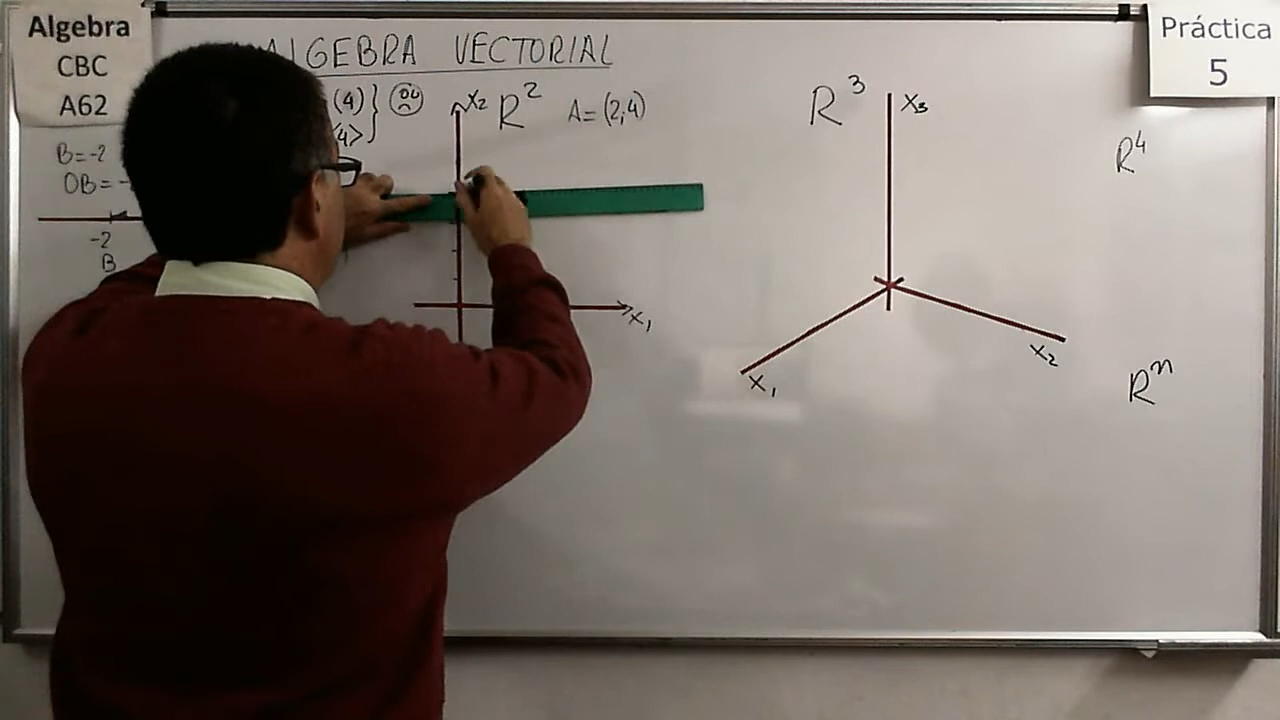 Algebra
CBC
A62
Práctica
5
ALGEBRA VECTORIAL
(4)
4>
B=-2
OB=-
-2
B
x₂
R²
A=(2,4)
x₁
R³
x₃
x₁
x₂
R⁴
Rⁿ